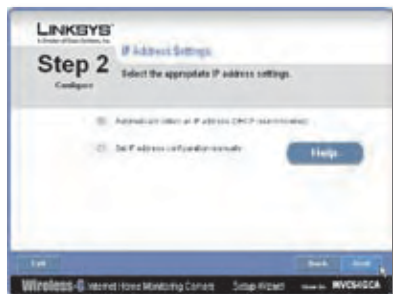 LINKSYS
A Division of Cisco Systems, Inc.
IP Address Settings
Step 2
Select the appropriate IP address settings.
Configure
Automatically obtain an IP address (DHCP recommended)
Set IP address configuration manually
Help
Exit
Back
Next
Wireless-G Internet Home Monitoring Camera Setup Wizard WVC54GCA